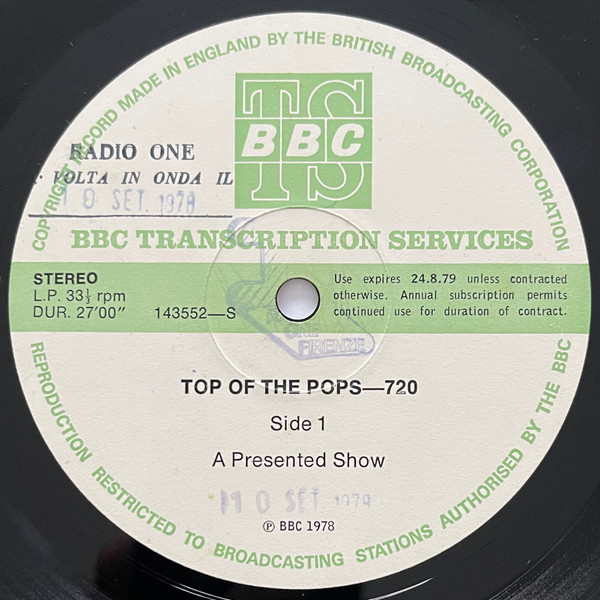 COPYRIGHT RECORD MADE IN ENGLAND BY THE BRITISH BROADCASTING CORPORATION
TS
BBC
RADIO ONE
VOLTA IN ONDA IL
10 SET. 1978
BBC TRANSCRIPTION SERVICES
STEREO
L.P. 33⅓ rpm
DUR. 27'00" 143552—S
Use expires 24.8.79 unless contracted
otherwise. Annual subscription permits
continued use for duration of contract.
FIRENZE
TOP OF THE POPS—720
Side 1
A Presented Show
10 SET. 1978
Ⓟ BBC 1978
REPRODUCTION RESTRICTED TO BROADCASTING STATIONS AUTHORISED BY THE BBC